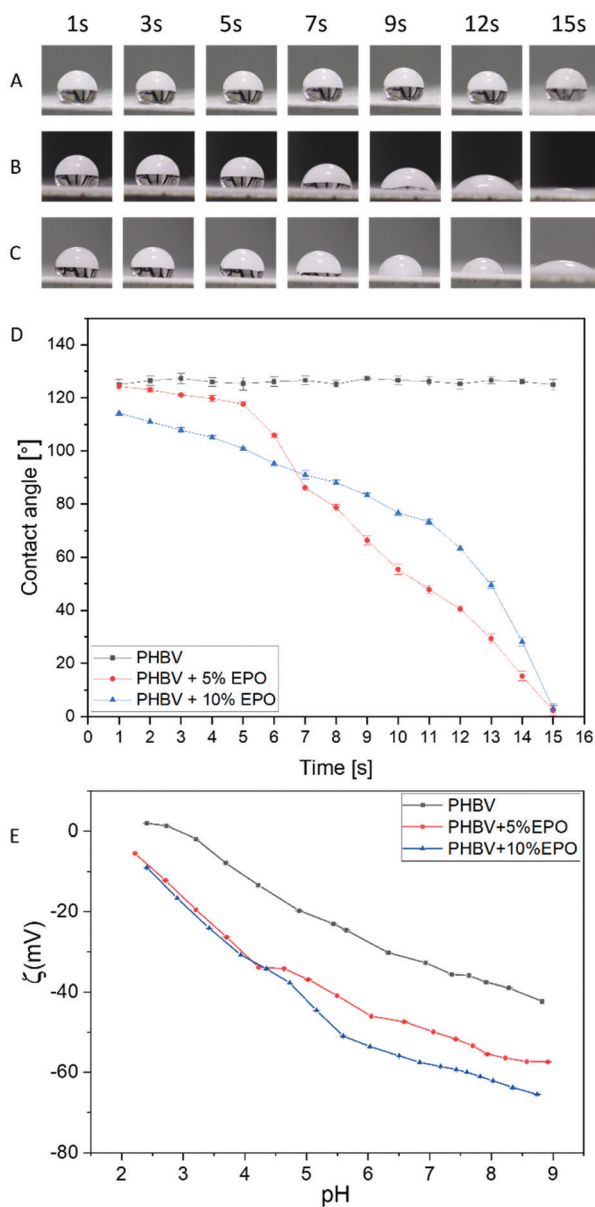 1s 3s 5s 7s 9s 12s 15s
A
B
C
D
140
120
100
80
60
40
20
0
Contact angle [°]
PHBV
PHBV + 5% EPO
PHBV + 10% EPO
0 1 2 3 4 5 6 7 8 9 10 11 12 13 14 15 16
Time [s]
E
0
-20
-40
-60
-80
ζ(mV)
PHBV
PHBV+5%EPO
PHBV+10%EPO
2 3 4 5 6 7 8 9
pH